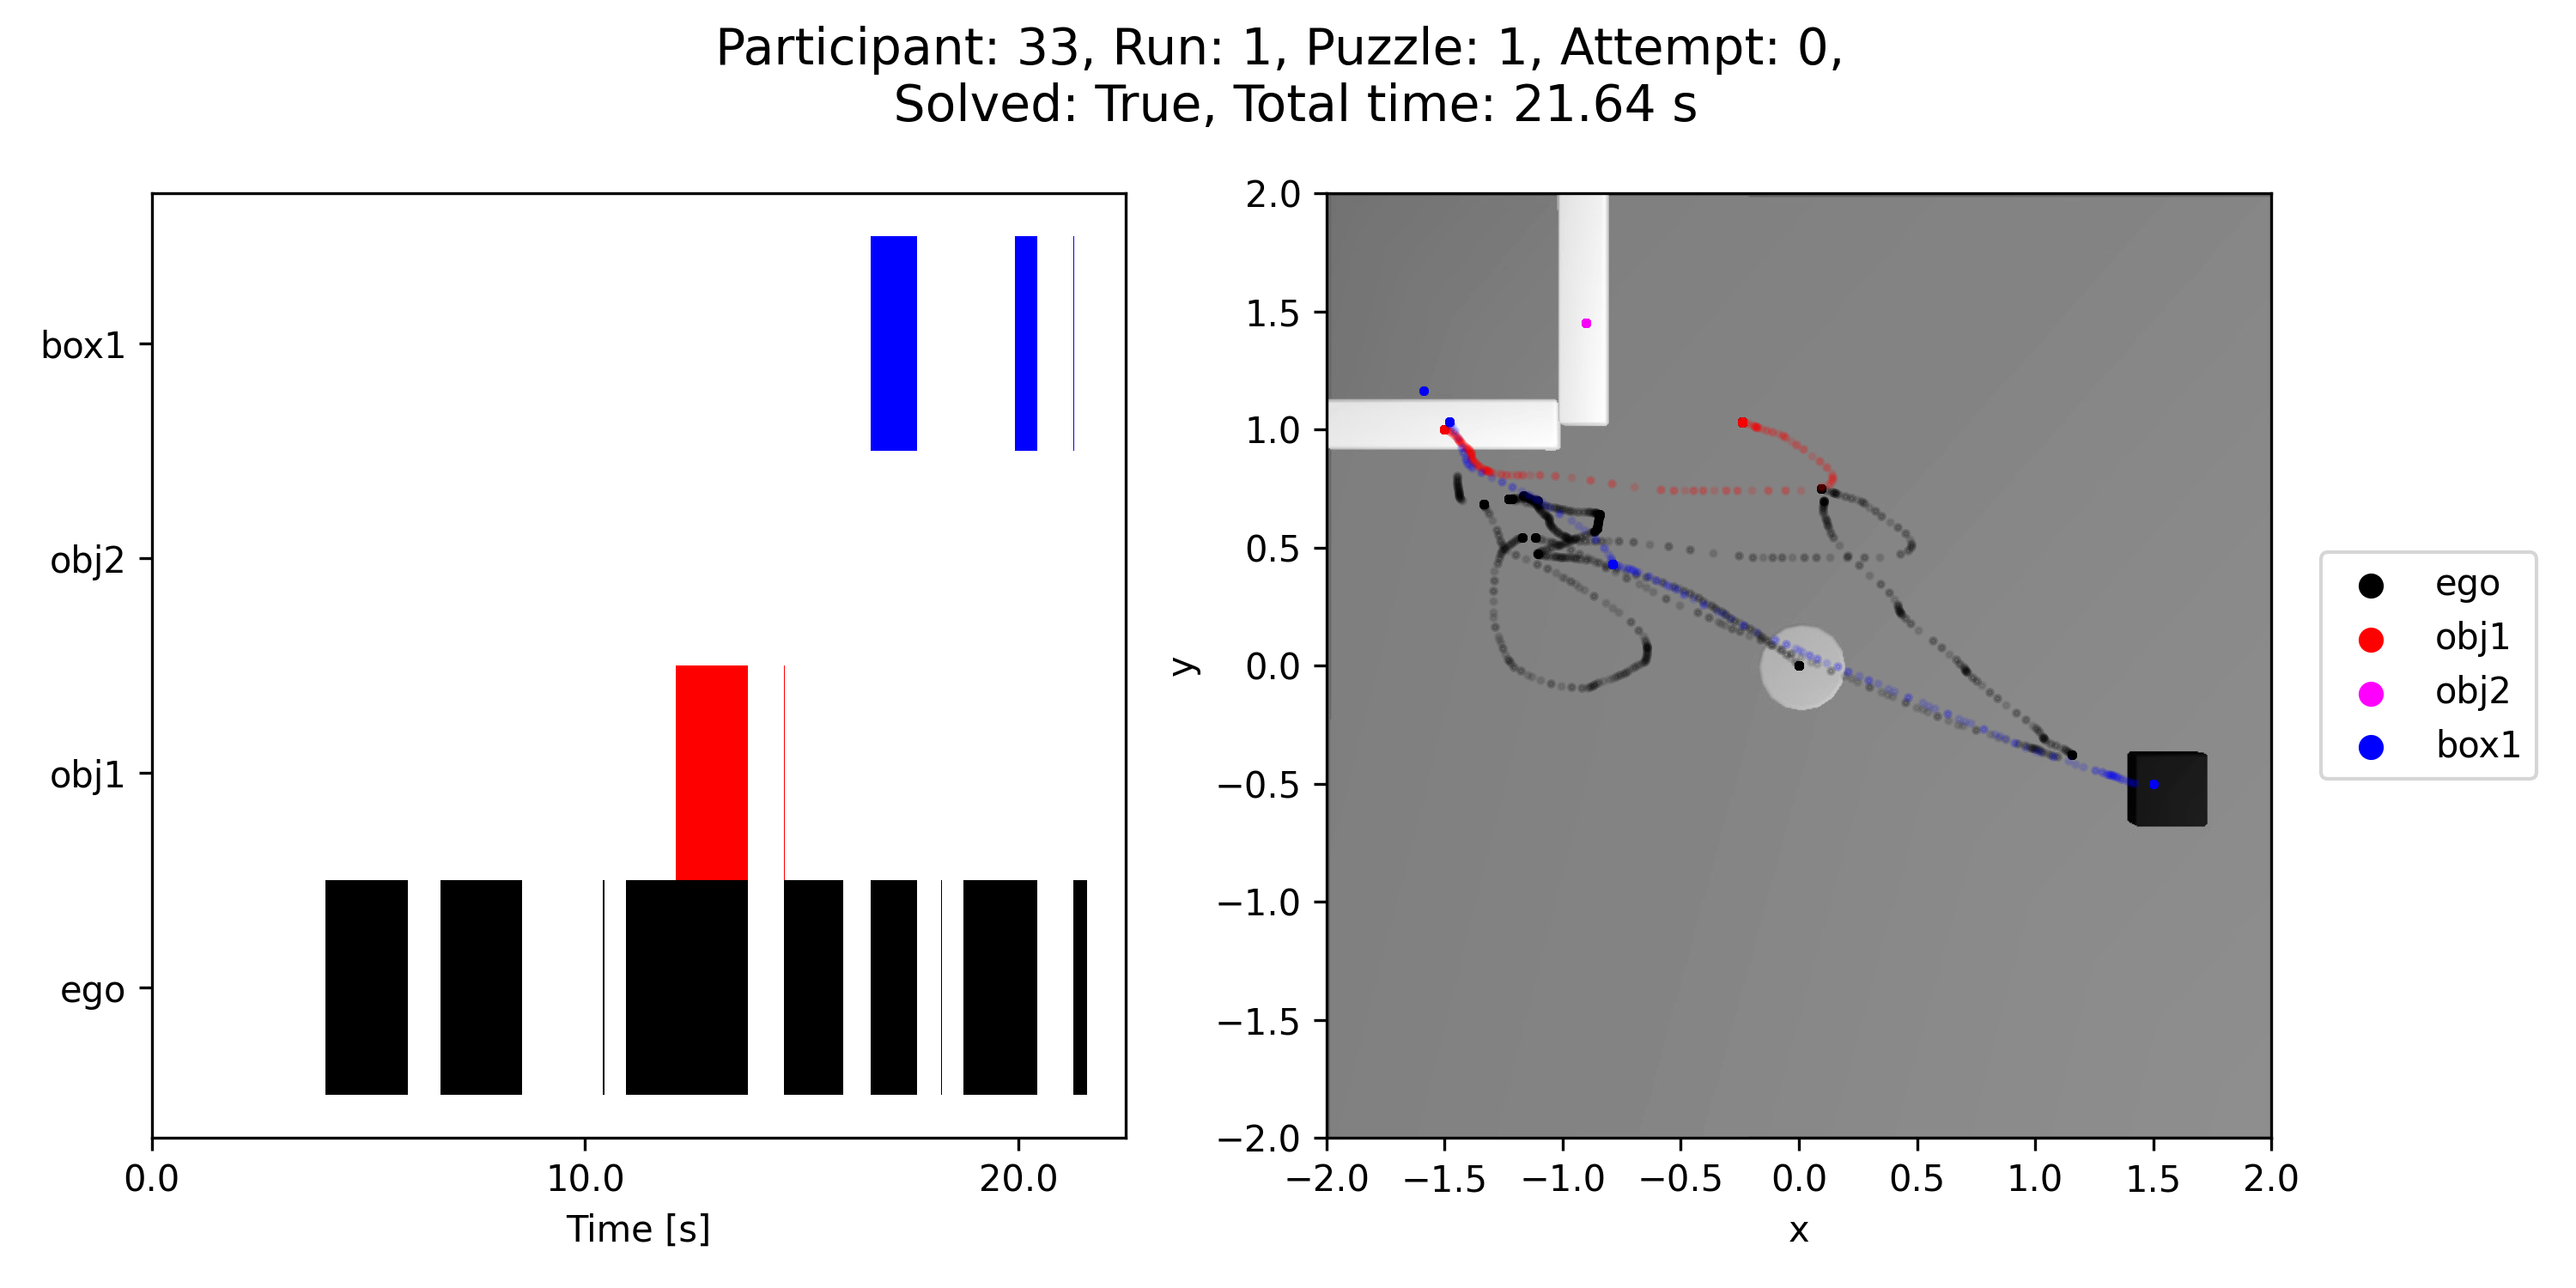 Participant: 33, Run: 1, Puzzle: 1, Attempt: 0,
Solved: True, Total time: 21.64 s
box1
obj2
obj1
ego
0.0 10.0 20.0
Time [s]
2.0
1.5
1.0
0.5
0.0
−0.5
−1.0
−1.5
−2.0
y
−2.0 −1.5 −1.0 −0.5 0.0 0.5 1.0 1.5 2.0
x
ego
obj1
obj2
box1